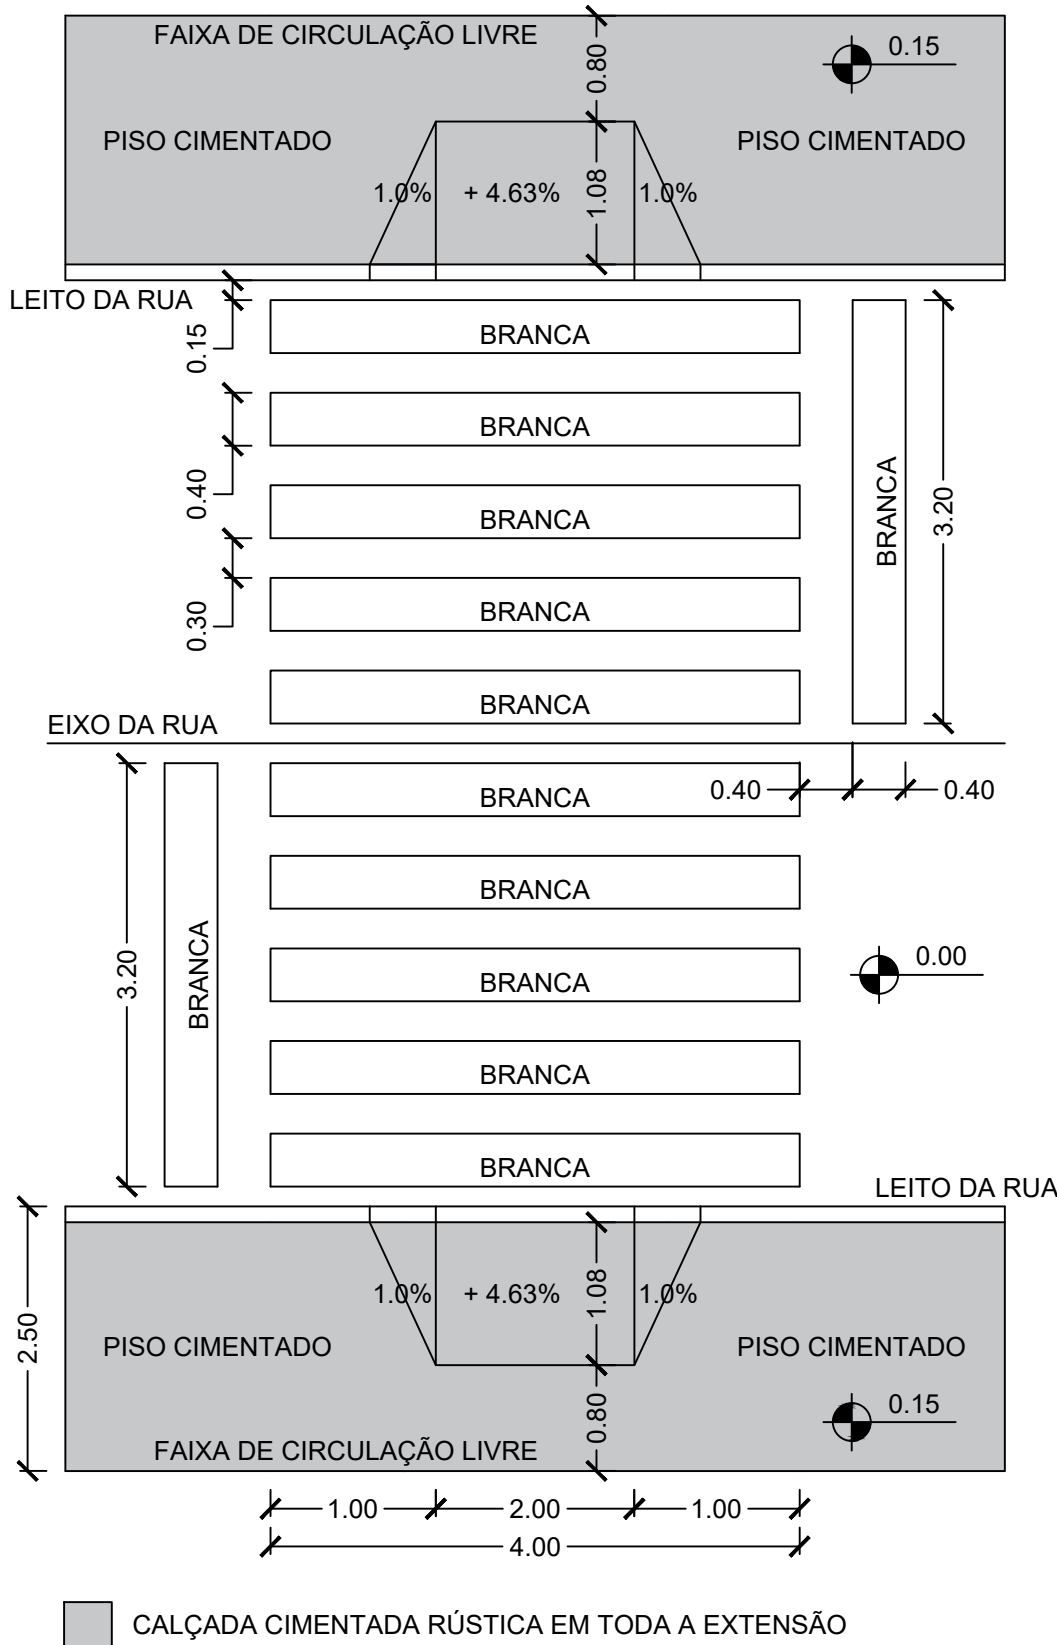 FAIXA DE CIRCULAÇÃO LIVRE
0.80
0.15
PISO CIMENTADO
PISO CIMENTADO
1.0%
+ 4.63%
1.08
1.0%
LEITO DA RUA
0.15
BRANCA
BRANCA
0.40
BRANCA
BRANCA
3.20
0.30
BRANCA
BRANCA
EIXO DA RUA
0.40
0.40
BRANCA
BRANCA
3.20
BRANCA
BRANCA
0.00
BRANCA
BRANCA
LEITO DA RUA
2.50
1.0%
+ 4.63%
1.08
1.0%
PISO CIMENTADO
PISO CIMENTADO
0.80
0.15
FAIXA DE CIRCULAÇÃO LIVRE
1.00
2.00
1.00
4.00
CALÇADA CIMENTADA RÚSTICA EM TODA A EXTENSÃO